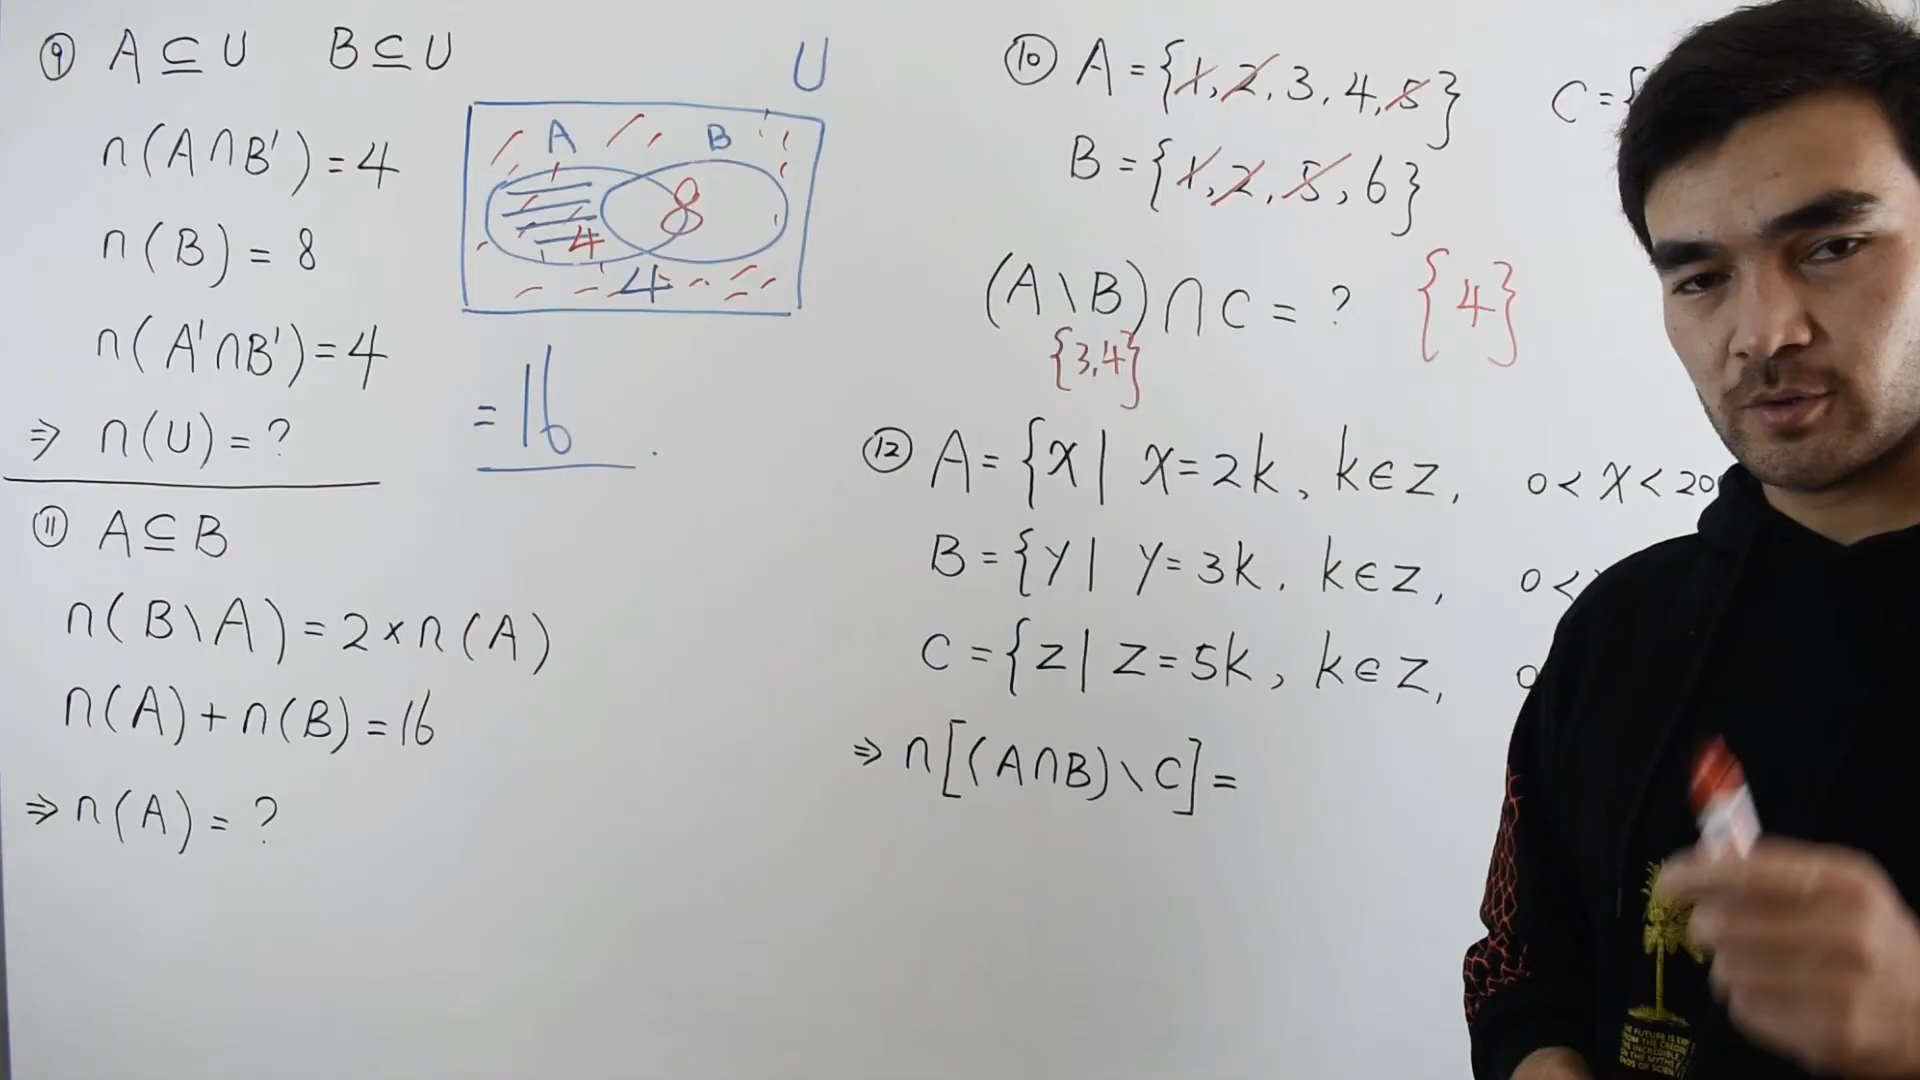 ⑨ A ⊆ U B ⊆ U
n(A∩B')=4
n(B)=8
n(A'∩B')=4
⇒ n(U)=?
U
A B
4 8
4
=16
⑪ A⊆B
n(B\A)=2×n(A)
n(A)+n(B)=16
⇒ n(A)=?
⑩ A={1,2,3,4,5} C={
B={1,2,5,6}
(A\B)∩C=? {4}
{3,4}
⑫ A={x| x=2k, k∈z, 0<x<20
B={y| y=3k, k∈z, 0<
C={z| z=5k, k∈z, 0
⇒ n[(A∩B)\C]=